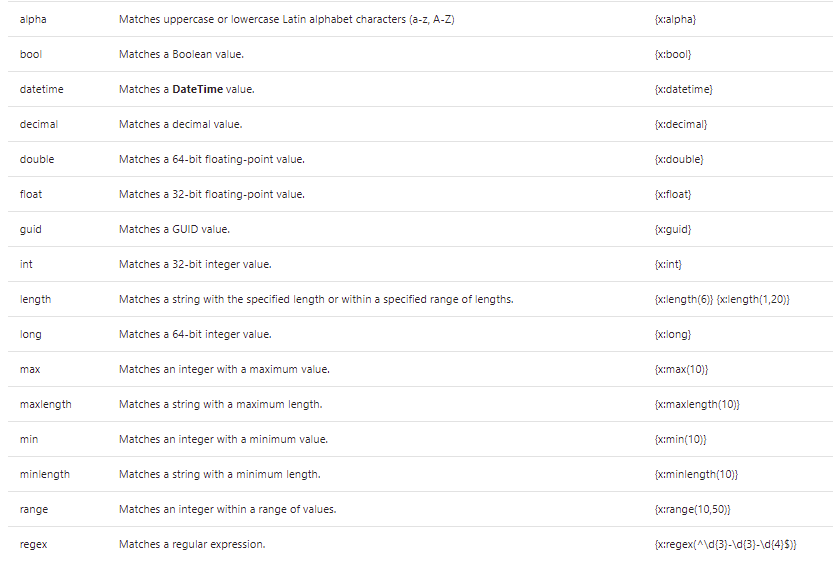 alpha Matches uppercase or lowercase Latin alphabet characters (a-z, A-Z) {x:alpha}
bool Matches a Boolean value. {x:bool}
datetime Matches a DateTime value. {x:datetime}
decimal Matches a decimal value. {x:decimal}
double Matches a 64-bit floating-point value. {x:double}
float Matches a 32-bit floating-point value. {x:float}
guid Matches a GUID value. {x:guid}
int Matches a 32-bit integer value. {x:int}
length Matches a string with the specified length or within a specified range of lengths. {x:length(6)} {x:length(1,20)}
long Matches a 64-bit integer value. {x:long}
max Matches an integer with a maximum value. {x:max(10)}
maxlength Matches a string with a maximum length. {x:maxlength(10)}
min Matches an integer with a minimum value. {x:min(10)}
minlength Matches a string with a minimum length. {x:minlength(10)}
range Matches an integer within a range of values. {x:range(10,50)}
regex Matches a regular expression. {x:regex(^\d{3}-\d{3}-\d{4}$)}